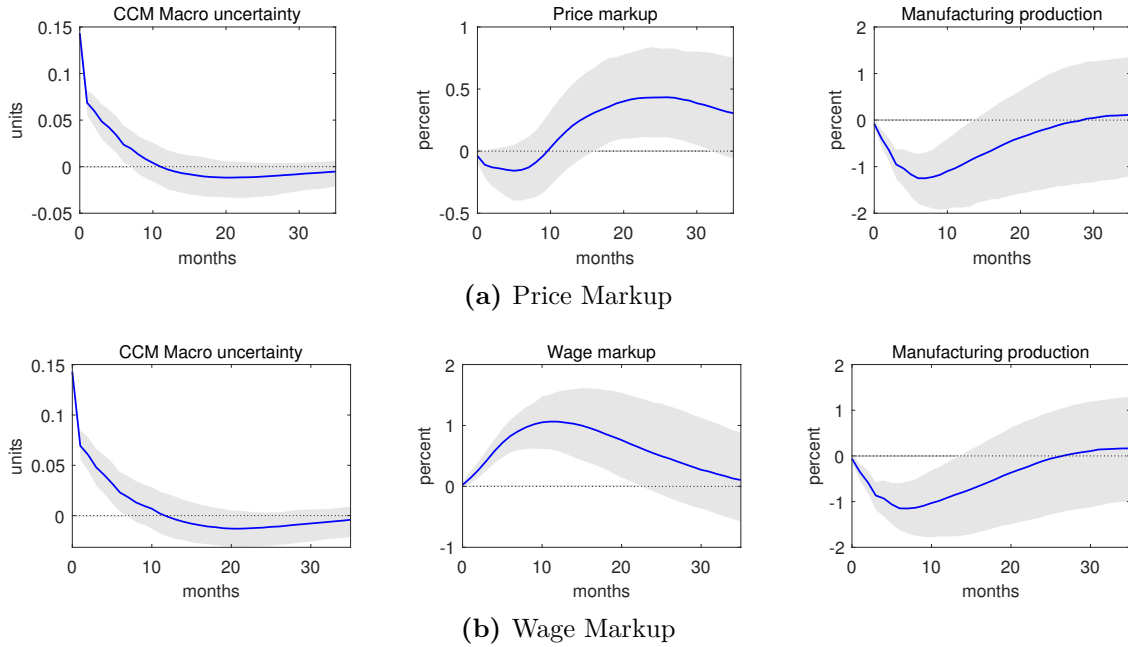 CCM Macro uncertainty
Price markup
Manufacturing production
0.15
0.1
0.05
0
-0.05
units
0 10 20 30
months
1
0.5
0
-0.5
percent
0 10 20 30
months
2
1
0
-1
-2
percent
0 10 20 30
months
(a) Price Markup
CCM Macro uncertainty
Wage markup
Manufacturing production
0.15
0.1
0.05
0
units
0 10 20 30
months
2
1
0
-1
percent
0 10 20 30
months
2
1
0
-1
-2
percent
0 10 20 30
months
(b) Wage Markup